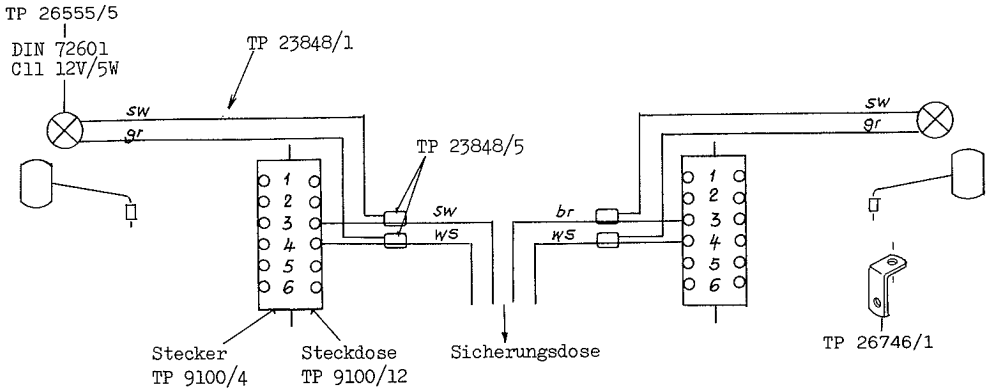 TP 26555/5
DIN 72601
C11 12V/5W
TP 23848/1
sw
gr
sw
gr
TP 23848/5
1
2
3
4
5
6
sw
ws
br
ws
1
2
3
4
5
6
Stecker
TP 9100/4
Steckdose
TP 9100/12
Sicherungsdose
TP 26746/1